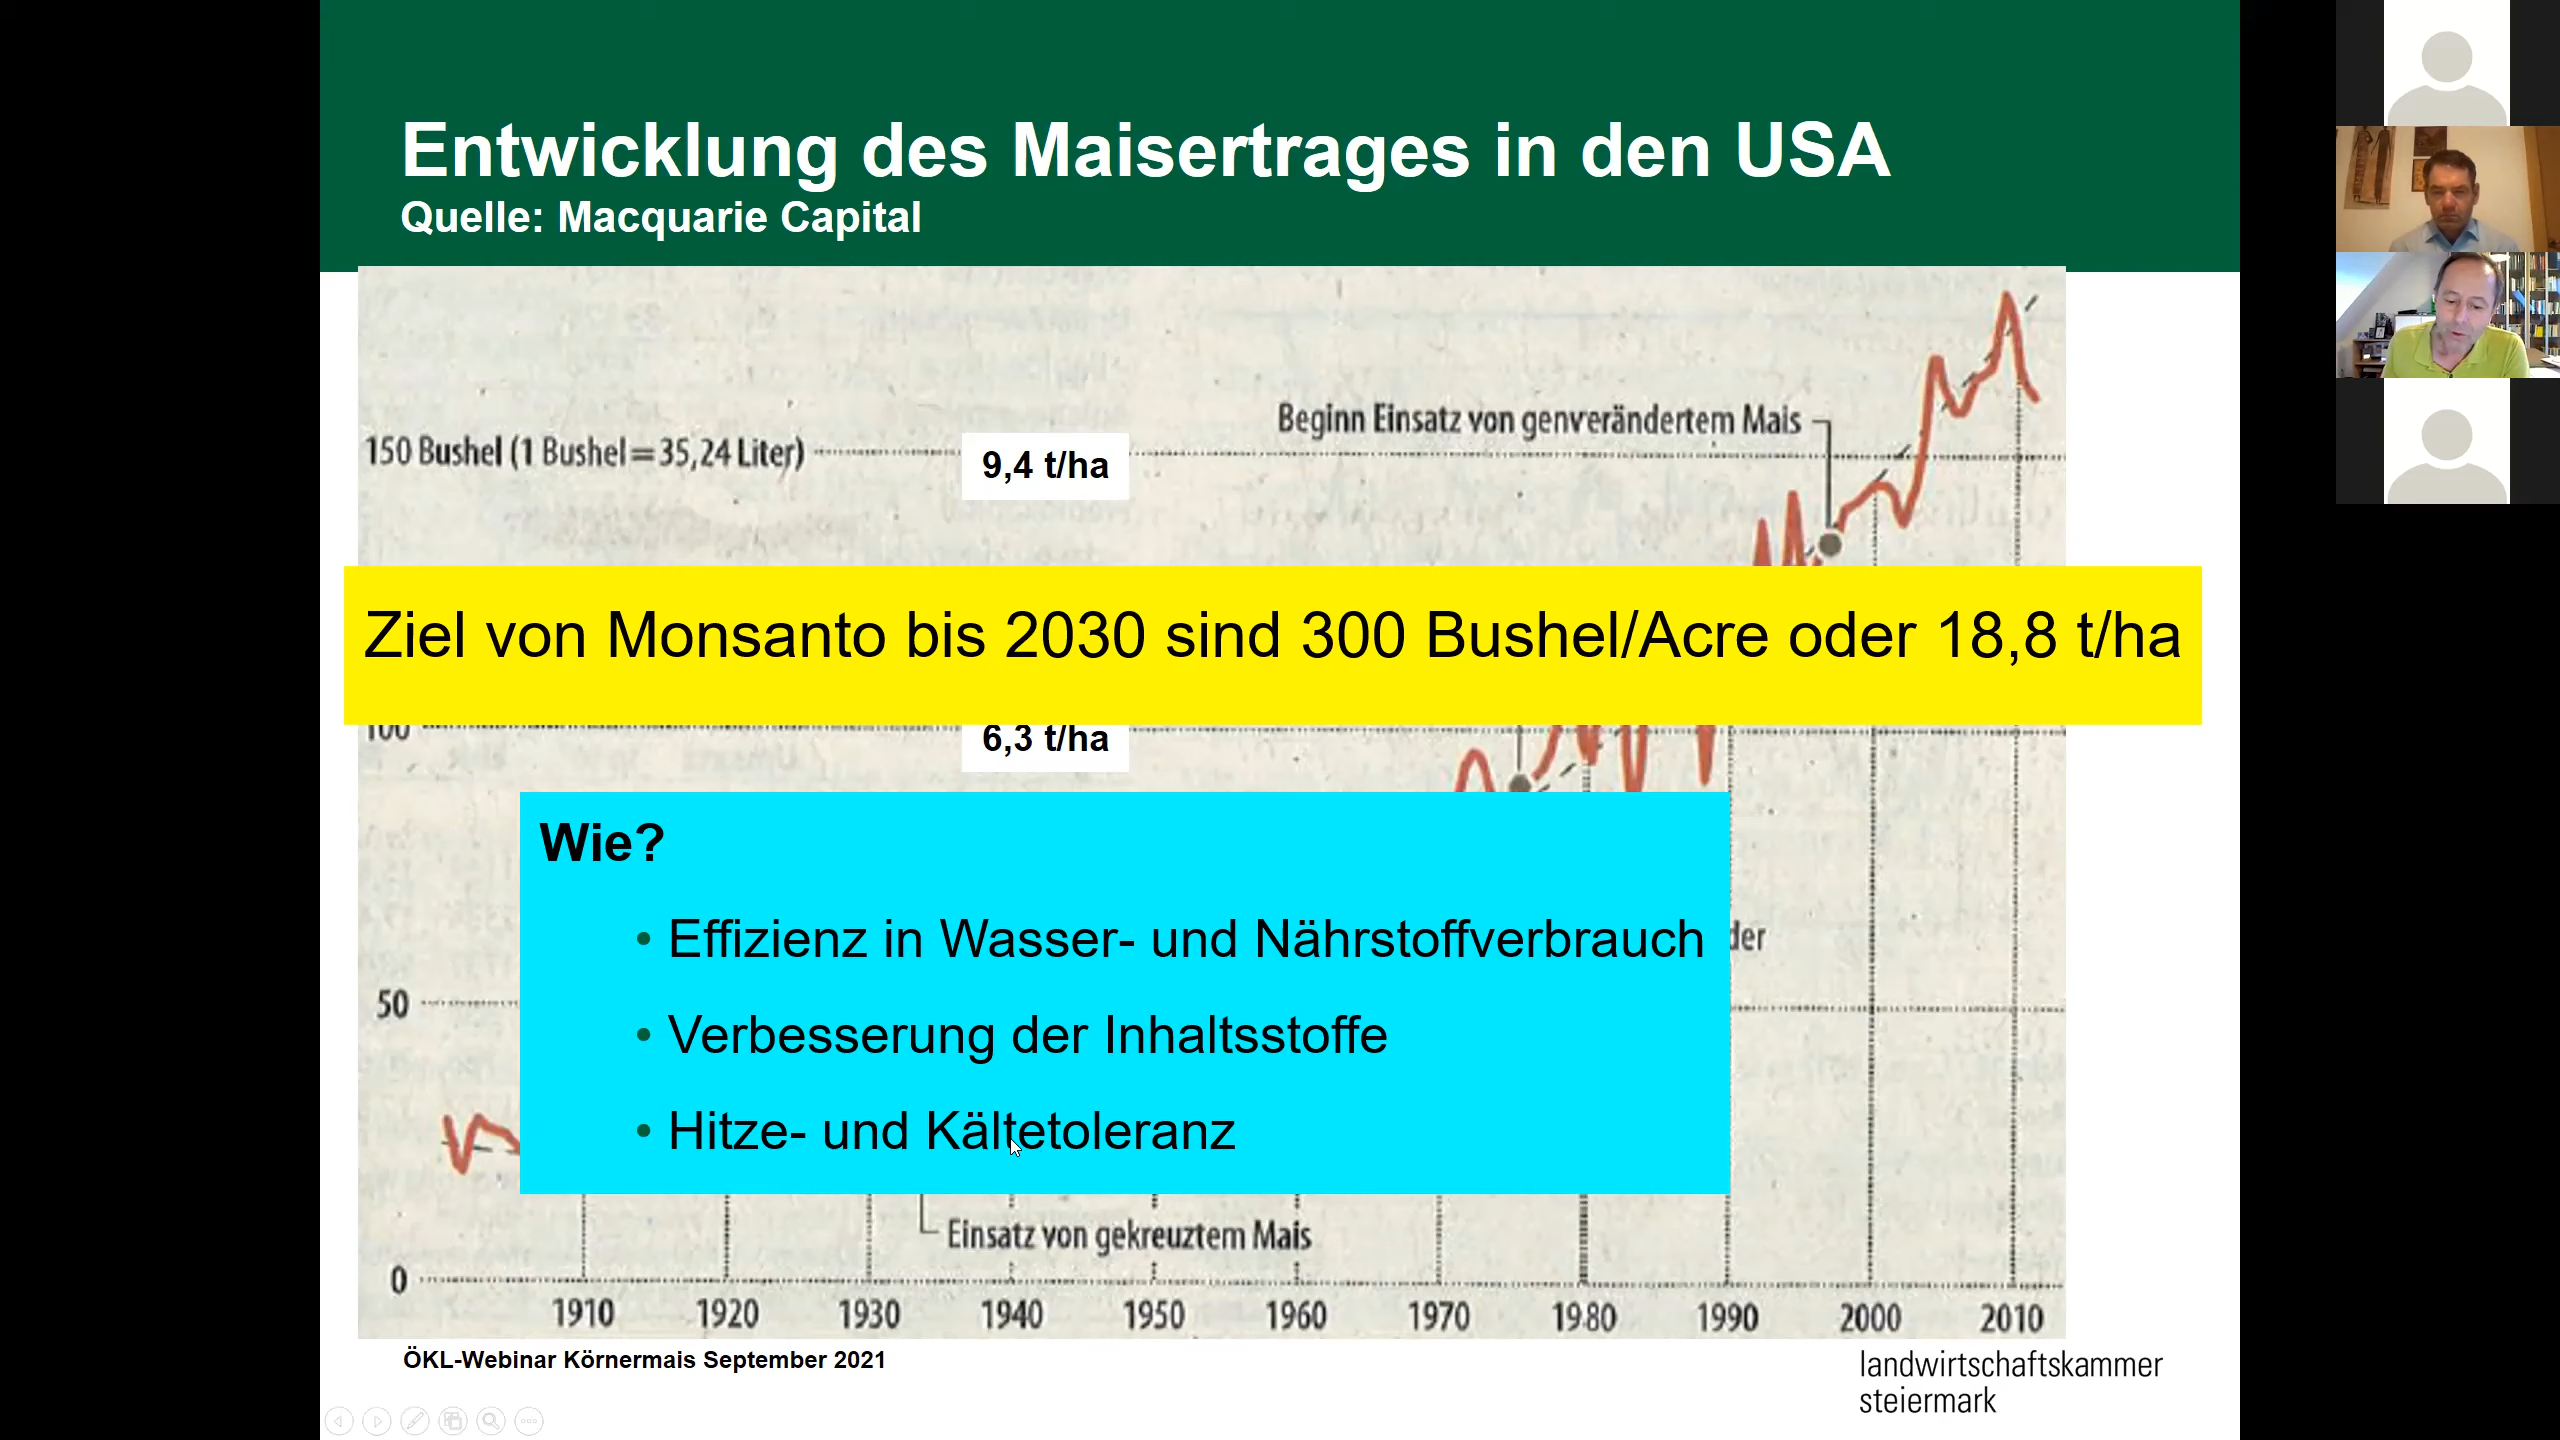 Entwicklung des Maisertrages in den USA
Quelle: Macquarie Capital
Beginn Einsatz von genverändertem Mais
150 Bushel (1 Bushel=35,24 Liter)
9,4 t/ha
Ziel von Monsanto bis 2030 sind 300 Bushel/Acre oder 18,8 t/ha
100
6,3 t/ha
Wie?
• Effizienz in Wasser- und Nährstoffverbrauch
der
50
• Verbesserung der Inhaltsstoffe
• Hitze- und Kältetoleranz
Einsatz von gekreuztem Mais
0
1910 1920 1930 1940 1950 1960 1970 1980 1990 2000 2010
ÖKL-Webinar Körnermais September 2021
landwirtschaftskammer
steiermark